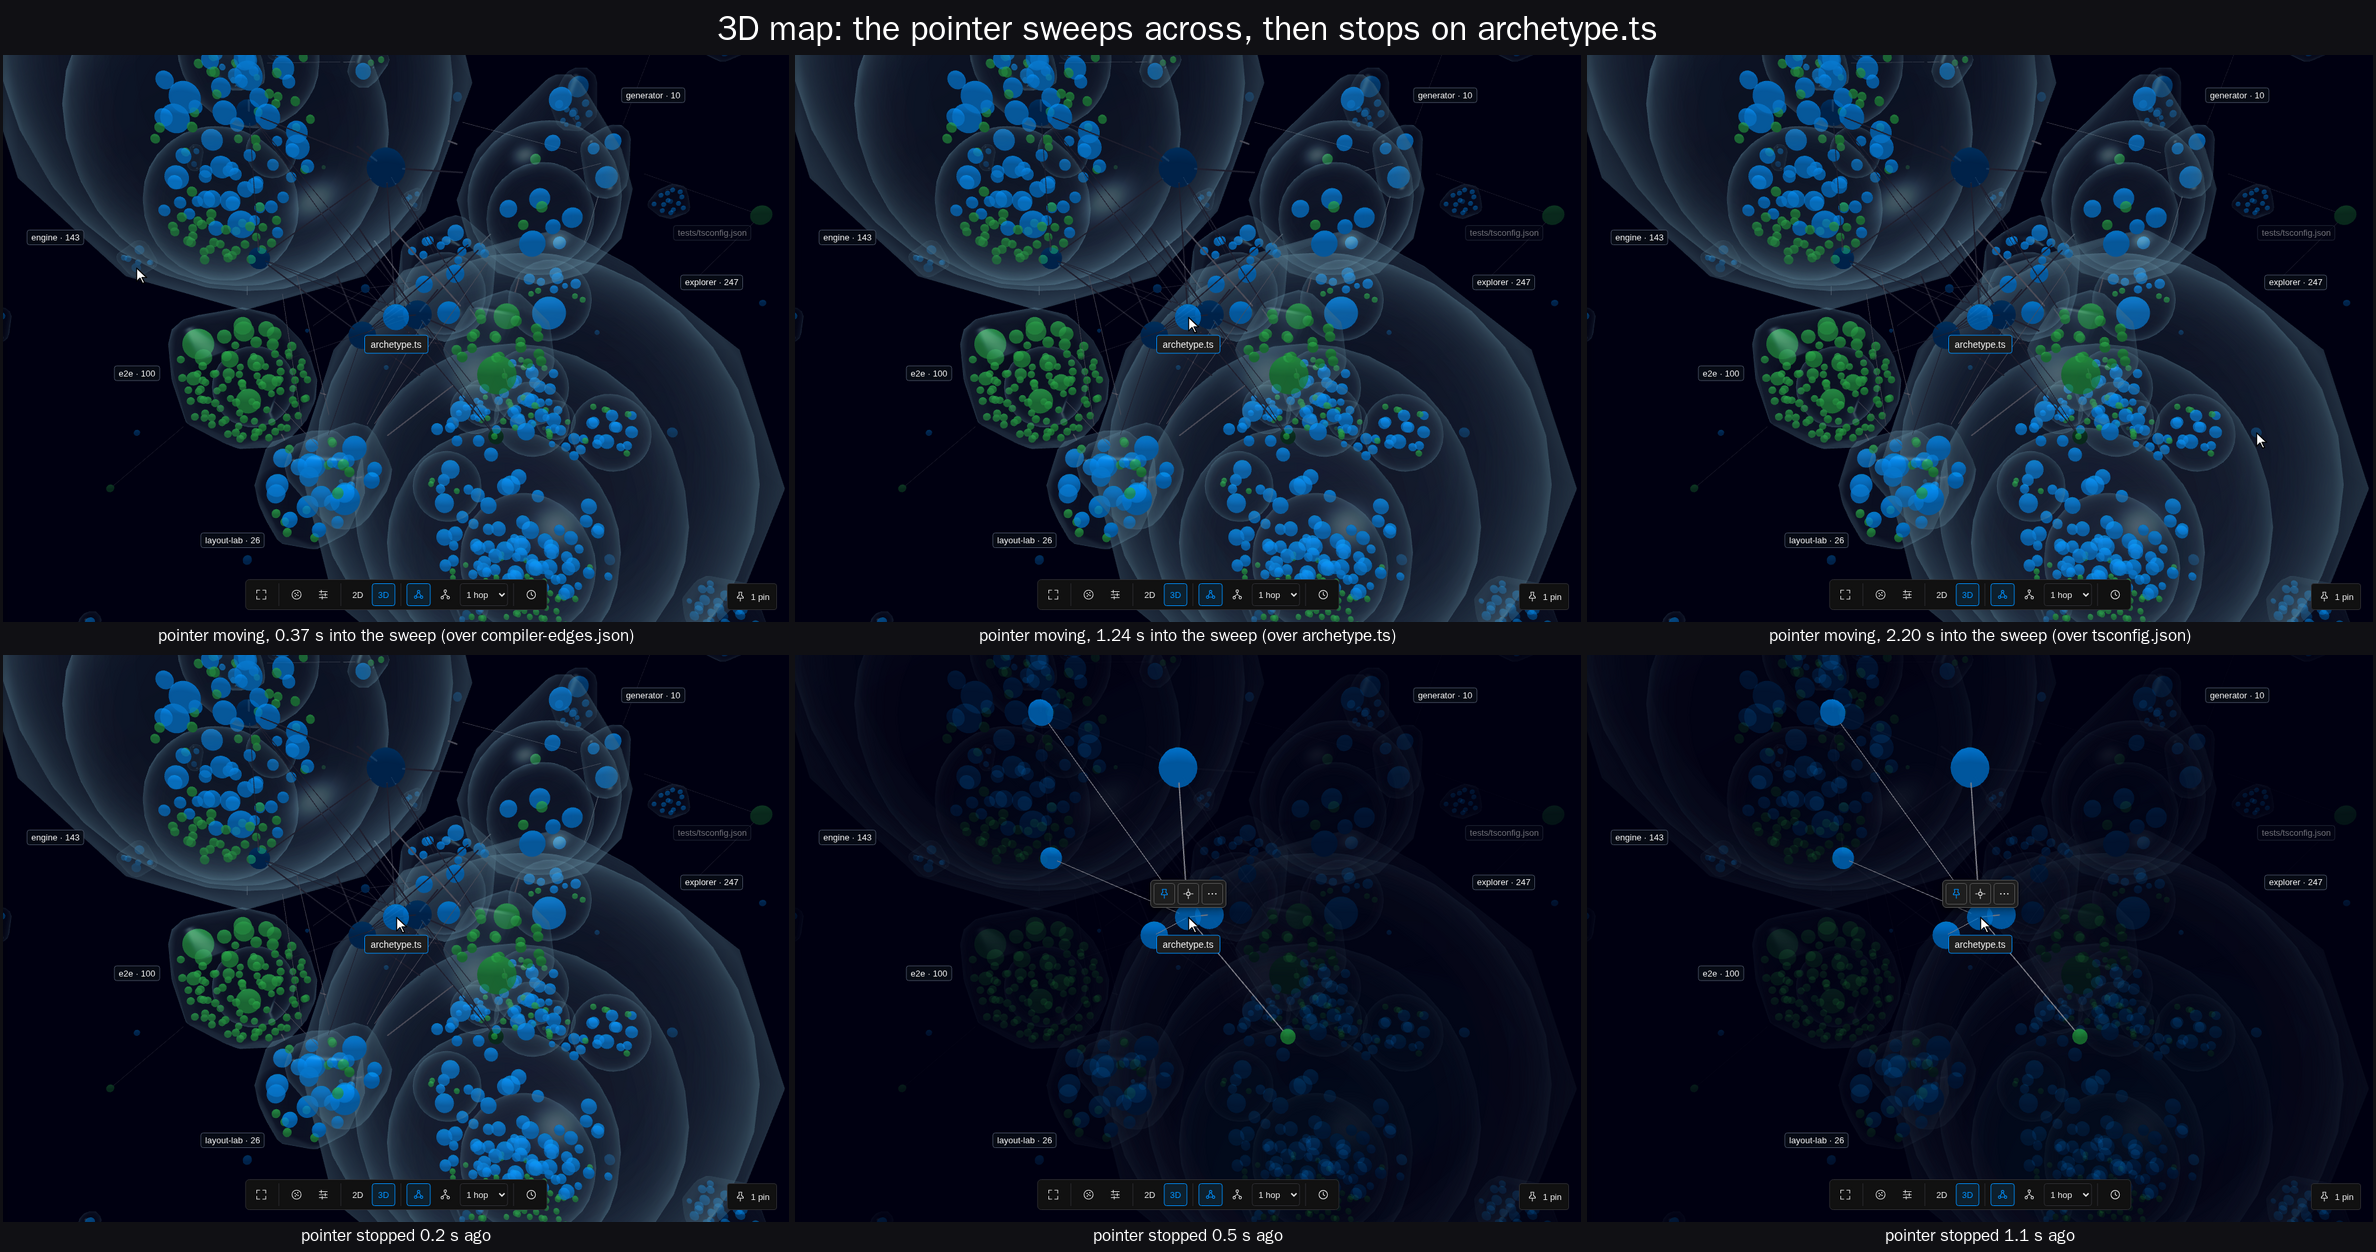 3D map: the pointer sweeps across, then stops on archetype.ts
generator · 10
engine · 143
tests/tsconfig.json
explorer · 247
archetype.ts
e2e · 100
layout-lab · 26
2D 3D 1 hop
1 pin
pointer moving, 0.37 s into the sweep (over compiler-edges.json)
generator · 10
engine · 143
tests/tsconfig.json
explorer · 247
archetype.ts
e2e · 100
layout-lab · 26
2D 3D 1 hop
1 pin
pointer moving, 1.24 s into the sweep (over archetype.ts)
generator · 10
engine · 143
tests/tsconfig.json
explorer · 247
archetype.ts
e2e · 100
layout-lab · 26
2D 3D 1 hop
1 pin
pointer moving, 2.20 s into the sweep (over tsconfig.json)
generator · 10
engine · 143
tests/tsconfig.json
explorer · 247
archetype.ts
e2e · 100
layout-lab · 26
2D 3D 1 hop
1 pin
pointer stopped 0.2 s ago
generator · 10
engine · 143
tests/tsconfig.json
explorer · 247
archetype.ts
e2e · 100
layout-lab · 26
2D 3D 1 hop
1 pin
pointer stopped 0.5 s ago
generator · 10
engine · 143
tests/tsconfig.json
explorer · 247
archetype.ts
e2e · 100
layout-lab · 26
2D 3D 1 hop
1 pin
pointer stopped 1.1 s ago